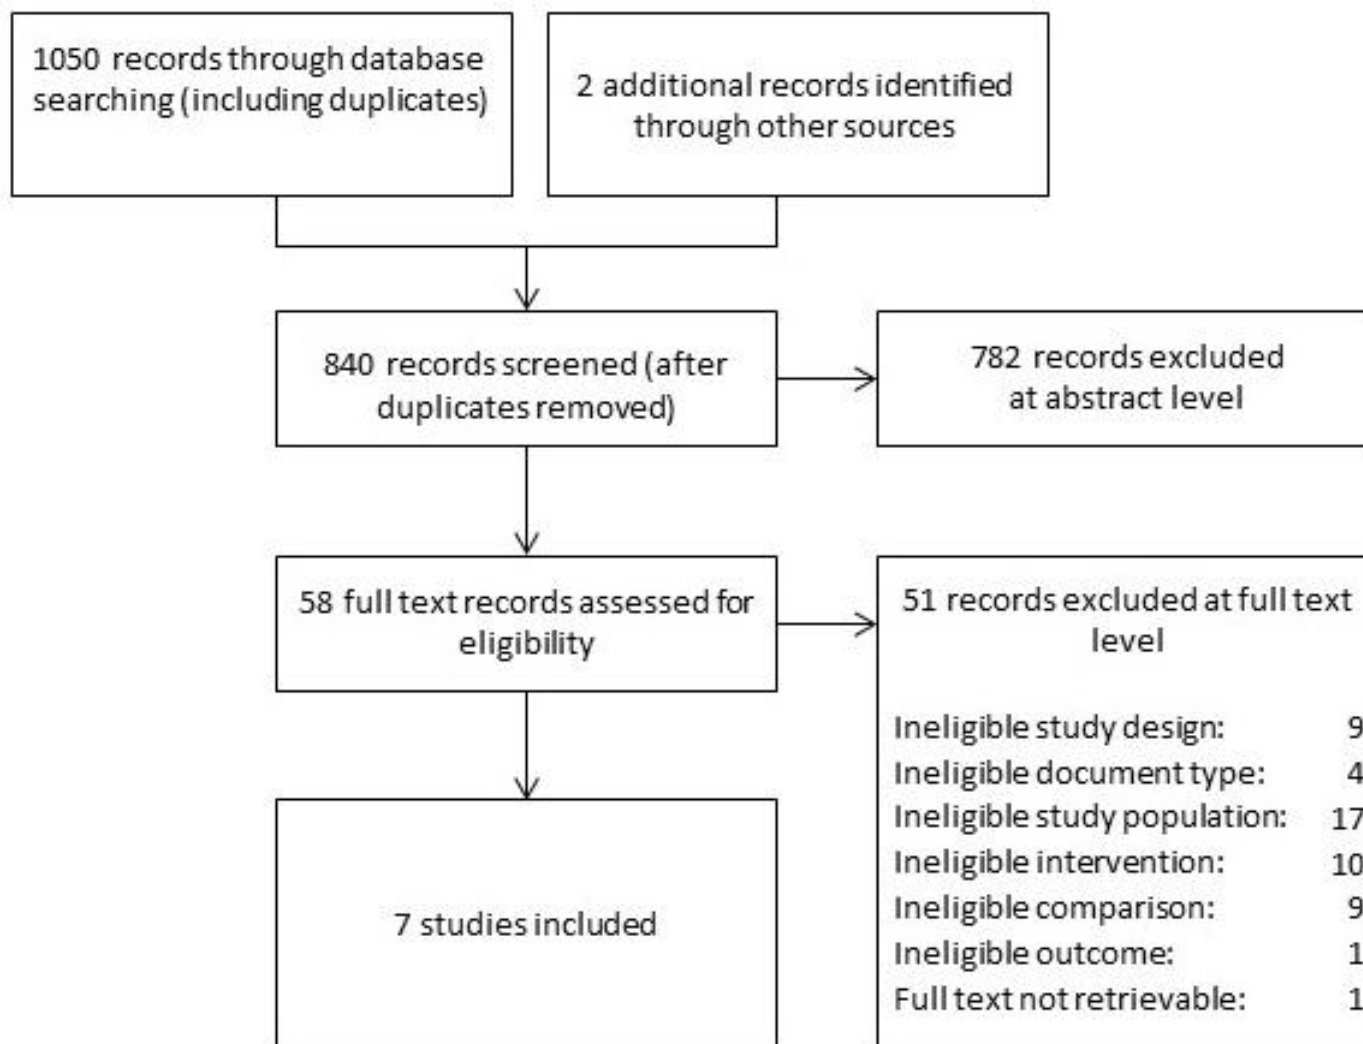 1050 records through database
searching (including duplicates)
2 additional records identified
through other sources
840 records screened (after
duplicates removed)
782 records excluded
at abstract level
58 full text records assessed for
eligibility
51 records excluded at full text
level
Ineligible study design: 9
Ineligible document type: 4
Ineligible study population: 17
Ineligible intervention: 10
Ineligible comparison: 9
Ineligible outcome: 1
Full text not retrievable: 1
7 studies included